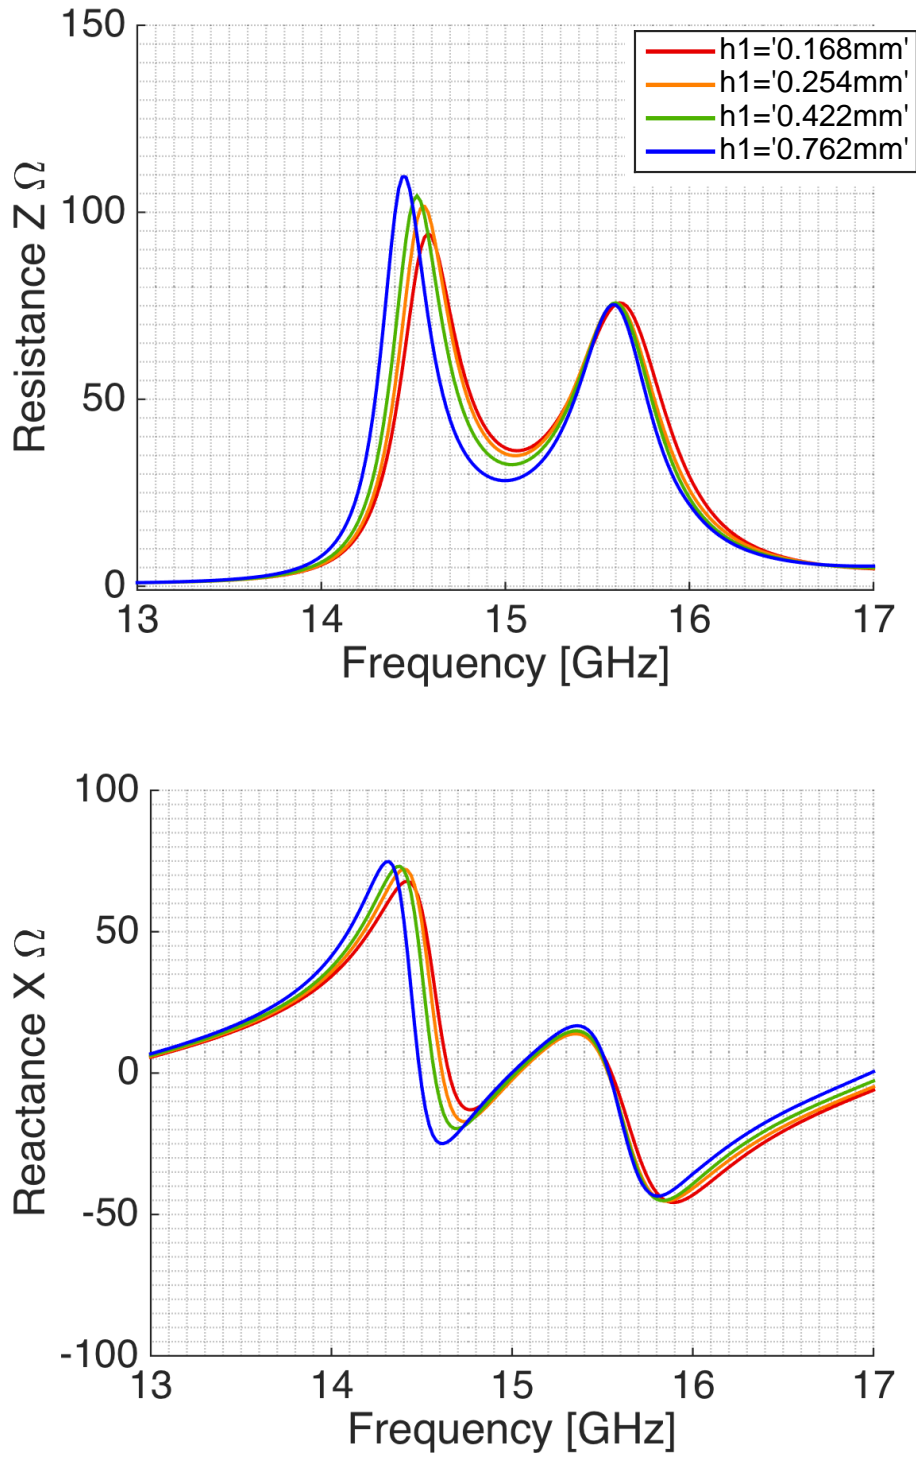 150
100
50
0
Resistance Z Ω
h1='0.168mm'
h1='0.254mm'
h1='0.422mm'
h1='0.762mm'
13 14 15 16 17
Frequency [GHz]
100
50
0
-50
-100
Reactance X Ω
13 14 15 16 17
Frequency [GHz]